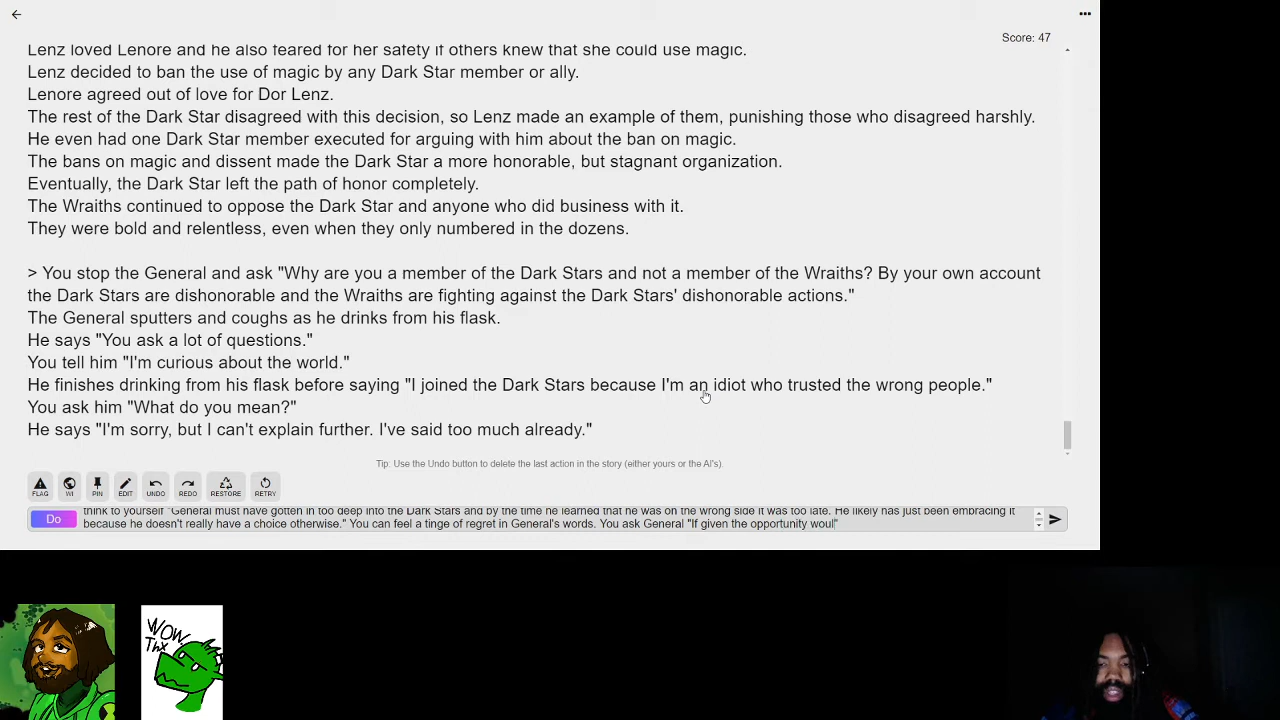 Score: 47
Lenz loved Lenore and he also feared for her safety if others knew that she could use magic.
Lenz decided to ban the use of magic by any Dark Star member or ally.
Lenore agreed out of love for Dor Lenz.
The rest of the Dark Star disagreed with this decision, so Lenz made an example of them, punishing those who disagreed harshly.
He even had one Dark Star member executed for arguing with him about the ban on magic.
The bans on magic and dissent made the Dark Star a more honorable, but stagnant organization.
Eventually, the Dark Star left the path of honor completely.
The Wraiths continued to oppose the Dark Star and anyone who did business with it.
They were bold and relentless, even when they only numbered in the dozens.
> You stop the General and ask "Why are you a member of the Dark Stars and not a member of the Wraiths? By your own account
the Dark Stars are dishonorable and the Wraiths are fighting against the Dark Stars' dishonorable actions."
The General sputters and coughs as he drinks from his flask.
He says "You ask a lot of questions."
You tell him "I'm curious about the world."
He finishes drinking from his flask before saying "I joined the Dark Stars because I'm an idiot who trusted the wrong people."
You ask him "What do you mean?"
He says "I'm sorry, but I can't explain further. I've said too much already."
Tip: Use the Undo button to delete the last action in the story (either yours or the AI's).
FLAG WI PIN EDIT UNDO REDO RESTORE RETRY
think to yourself "General must have gotten in too deep into the Dark Stars and by the time he realized that he was on the wrong side it was too late. He likely has just been embracing it
Do
because he doesn't really have a choice otherwise." You can feel a tinge of regret in General's words. You ask General "If given the opportunity woul"
WOW
Thx